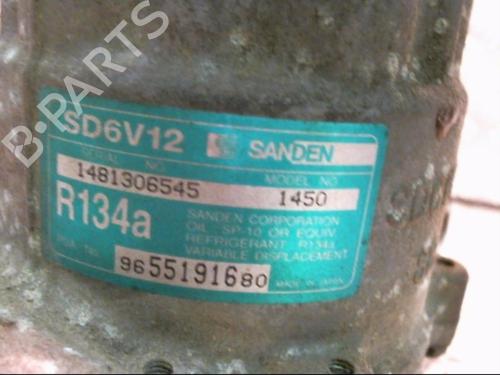 B-PARTS
SD6V12 SANDEN
SERIAL NO. MODEL NO.
1481306545 1450
R134a
SANDEN CORPORATION
OIL SP-10 OR EQUIV.
REFRIGERANT R134a
VARIABLE DISPLACEMENT
PSA
9655191680
MADE IN JAPAN